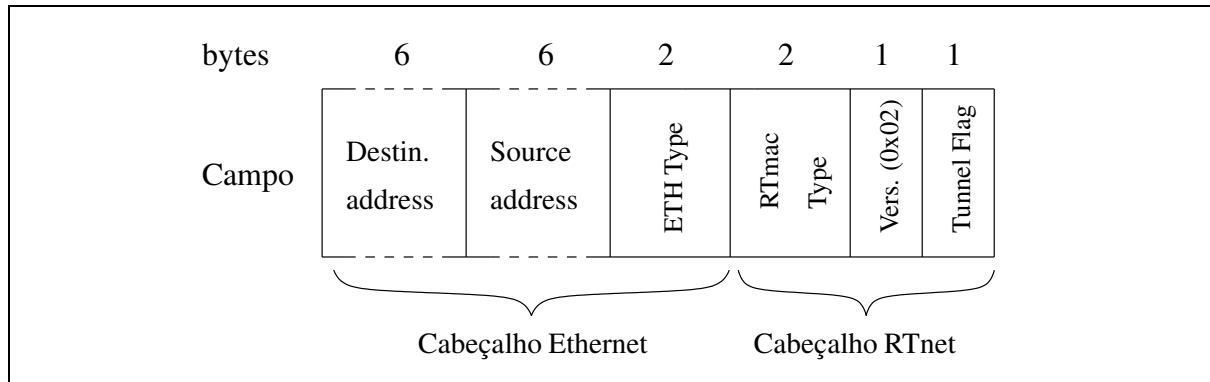 bytes 6 6 2 2 1 1
Campo
Destin.
address
Source
address
ETH Type
RTmac
Type
Vers. (0x02)
Tunnel Flag
Cabeçalho Ethernet
Cabeçalho RTnet